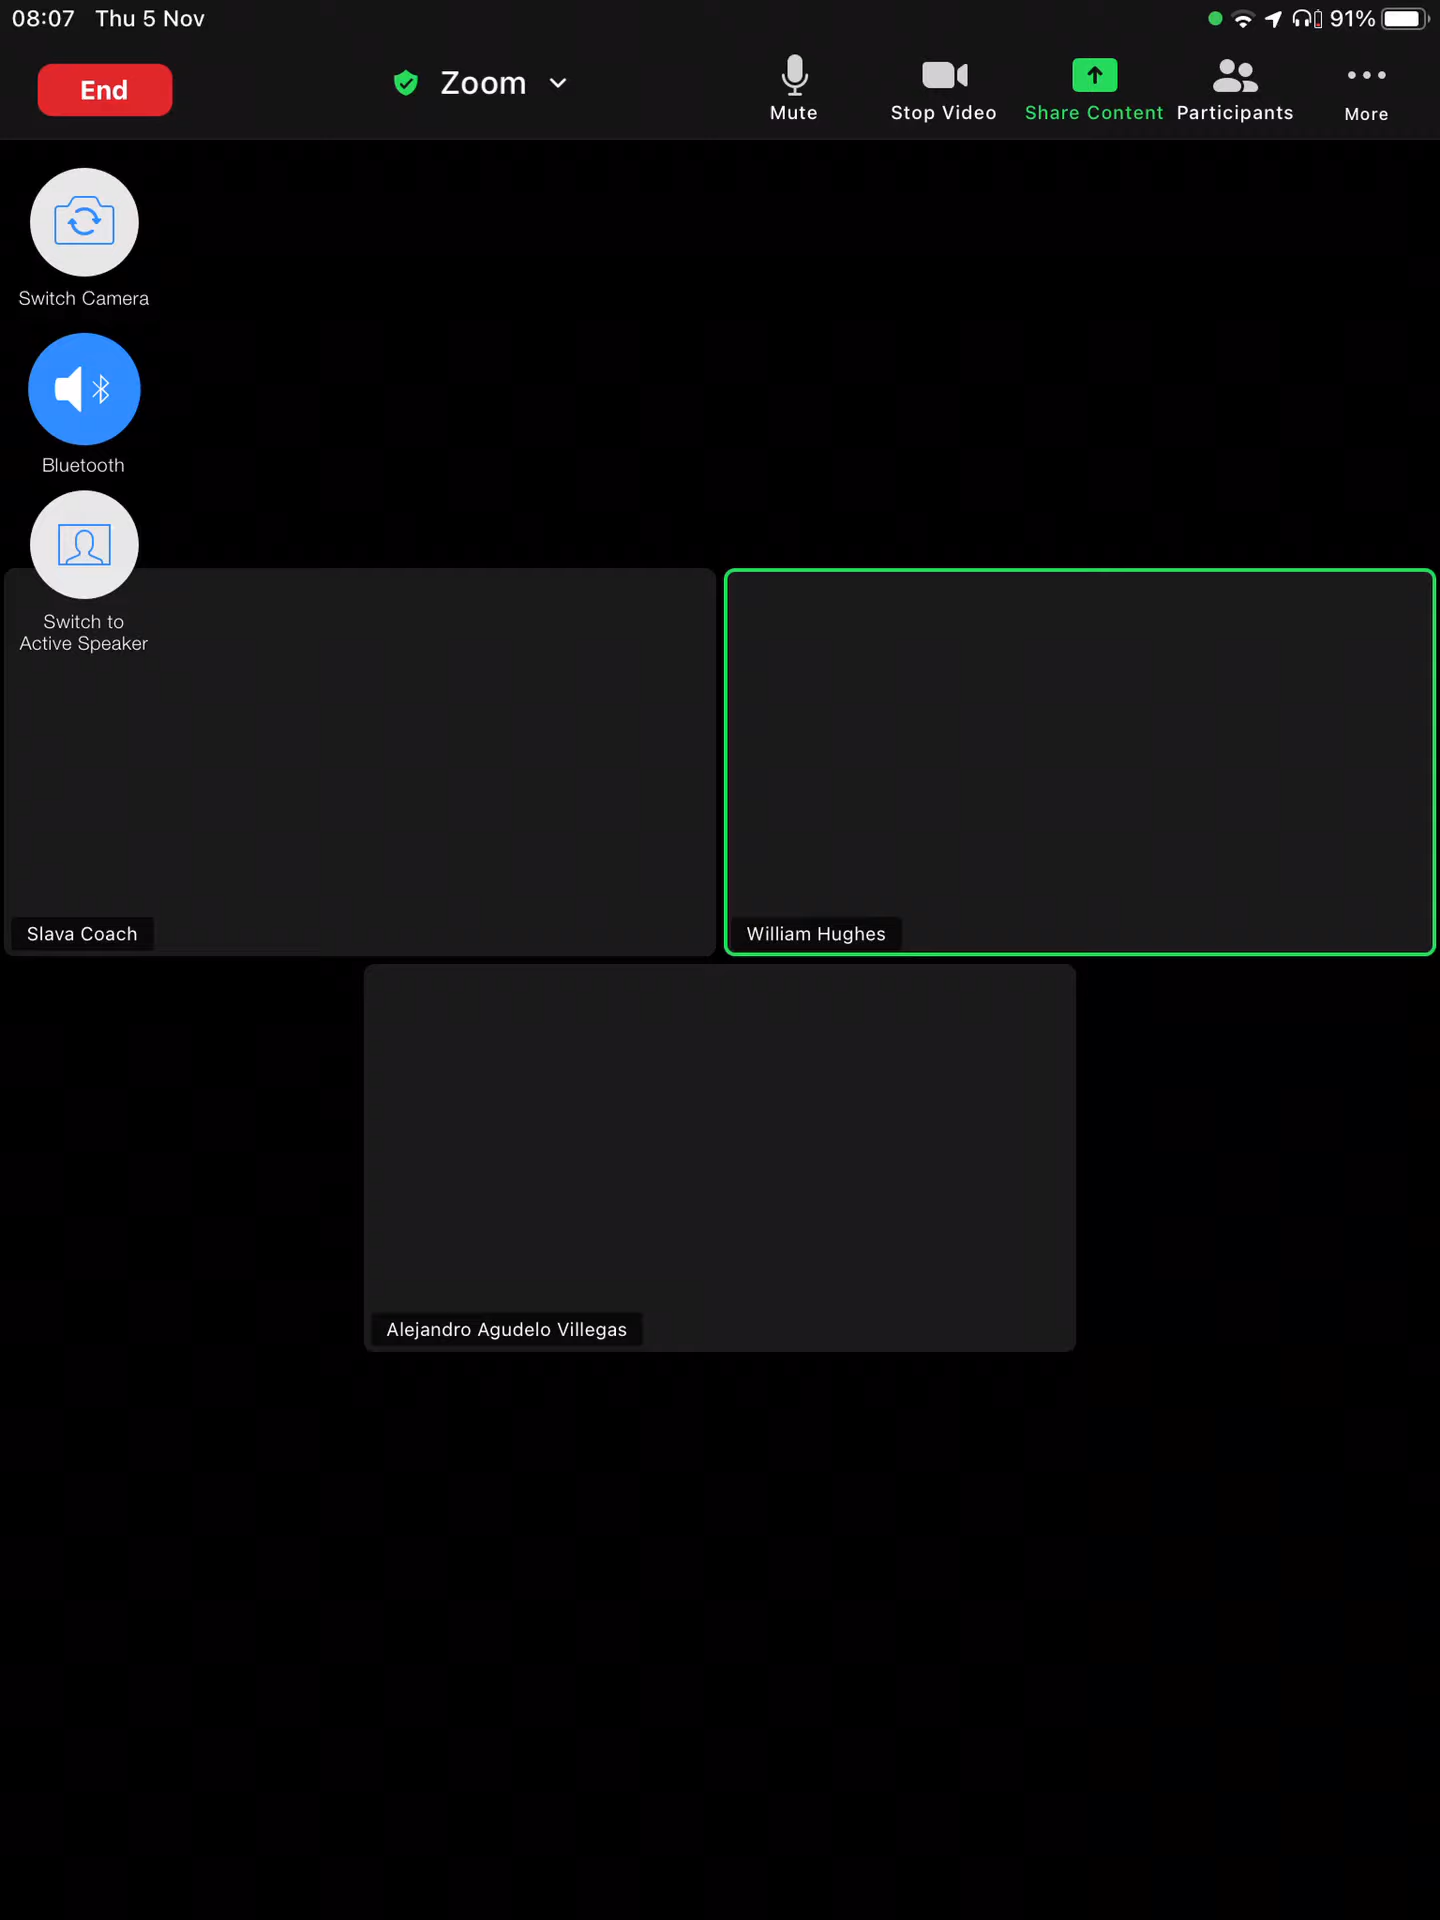 08:07 Thu 5 Nov
91%
End
Zoom
Mute
Stop Video
Share Content
Participants
More
Switch Camera
Bluetooth
Switch to
Active Speaker
Slava Coach
William Hughes
Alejandro Agudelo Villegas